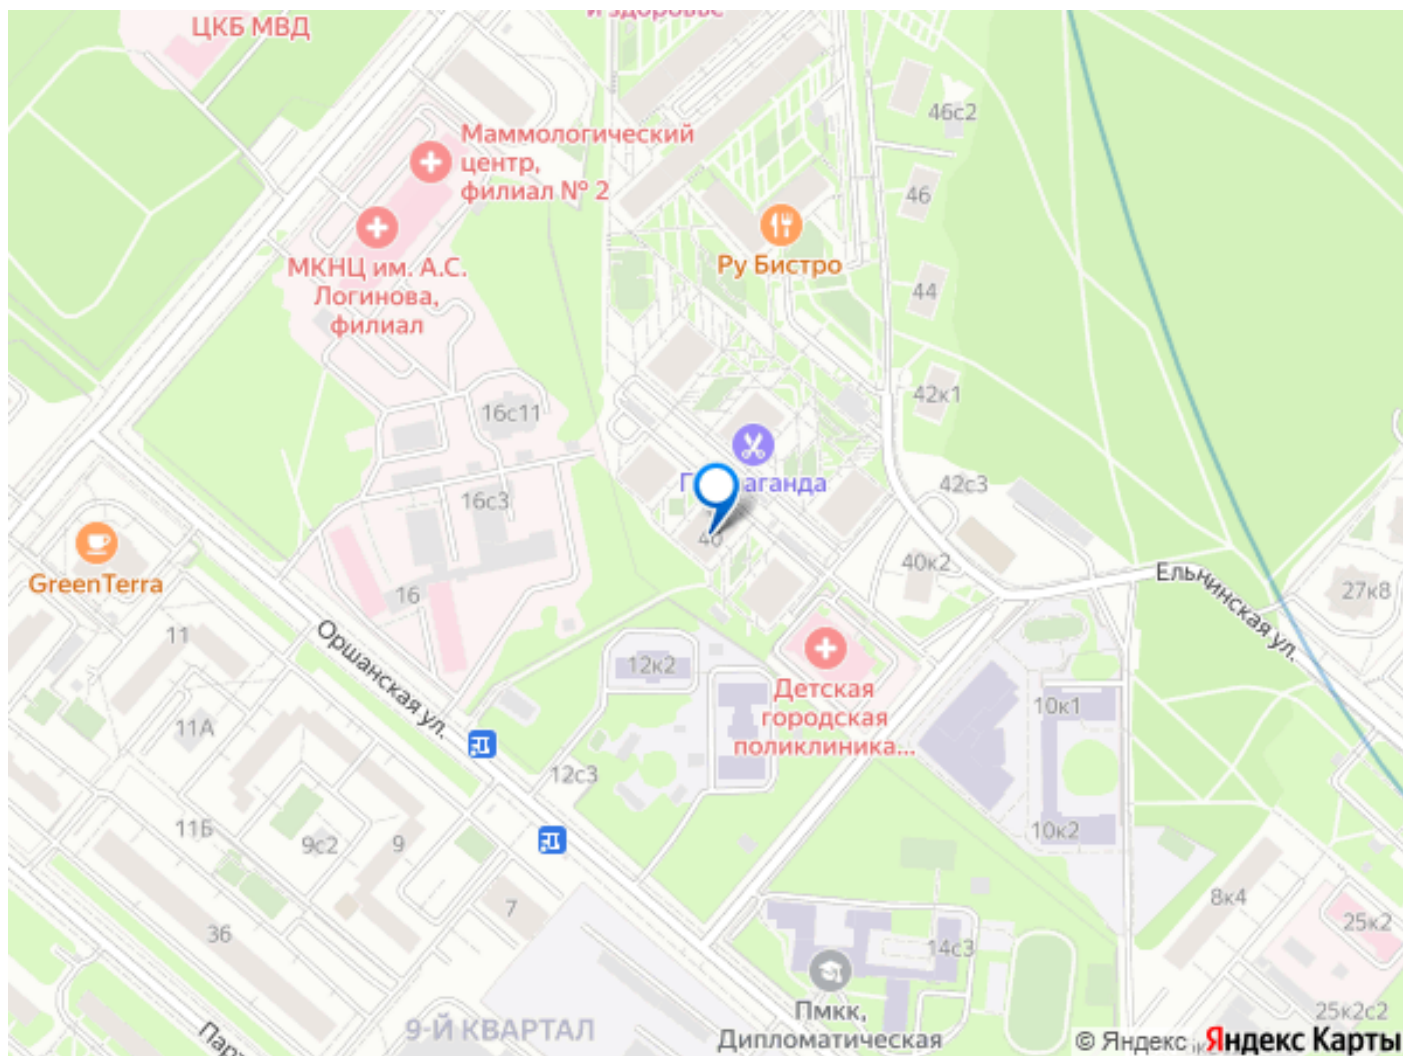 и здоровье
ЦКБ МВД
46с2
Маммологический
центр,
филиал № 2
46
Ру Бистро
МКНЦ им. А.С.
Логинова,
филиал
44
42к1
16с11
42с3
16с3
40
40к2
GreenTerra
Ельнинская ул.
27к8
16
11
Оршанская ул.
12к2
Детская
городская
поликлиника...
10к1
11А
12с3
11Б
9с2
9
10к2
7
8к4
36
25к2
14с3
9-Й КВАРТАЛ
Пмкк,
Дипломатическая
25к2с2
© Яндекс
Яндекс Карты